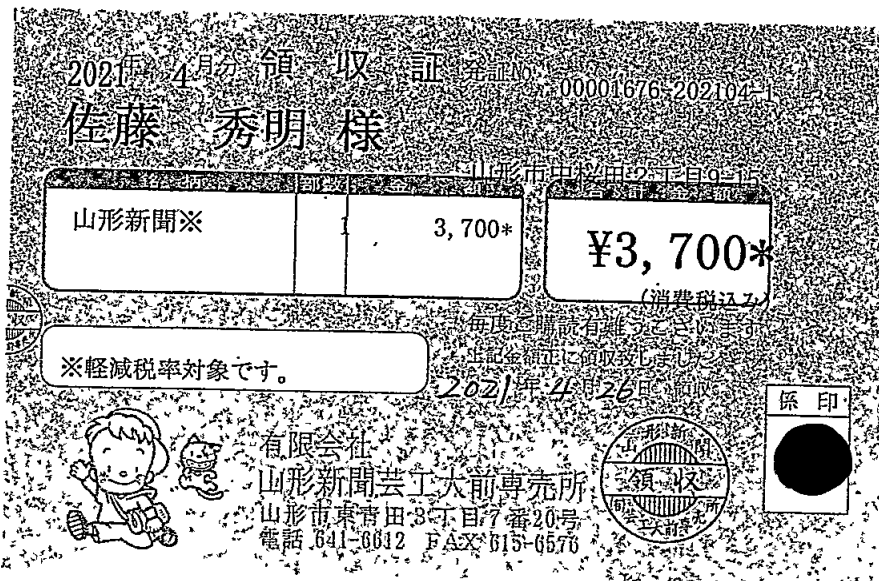 2021年 4月分 領 収 証 発証No. 00001676-202104-1
佐藤 秀明 様
山形市中桜田2丁目9-15
山形新聞※ 1 3,700*
¥3,700*
(消費税込み)
毎度ご購読有難うございます
上記金額正に領収致しました
※軽減税率対象です。
2021年 4月 26日 領収
係 印
有限会社
山形新聞芸工大前専売所
山形市東青田3丁目7番20号
電話 641-6612 FAX 615-6576
山形新聞
領収